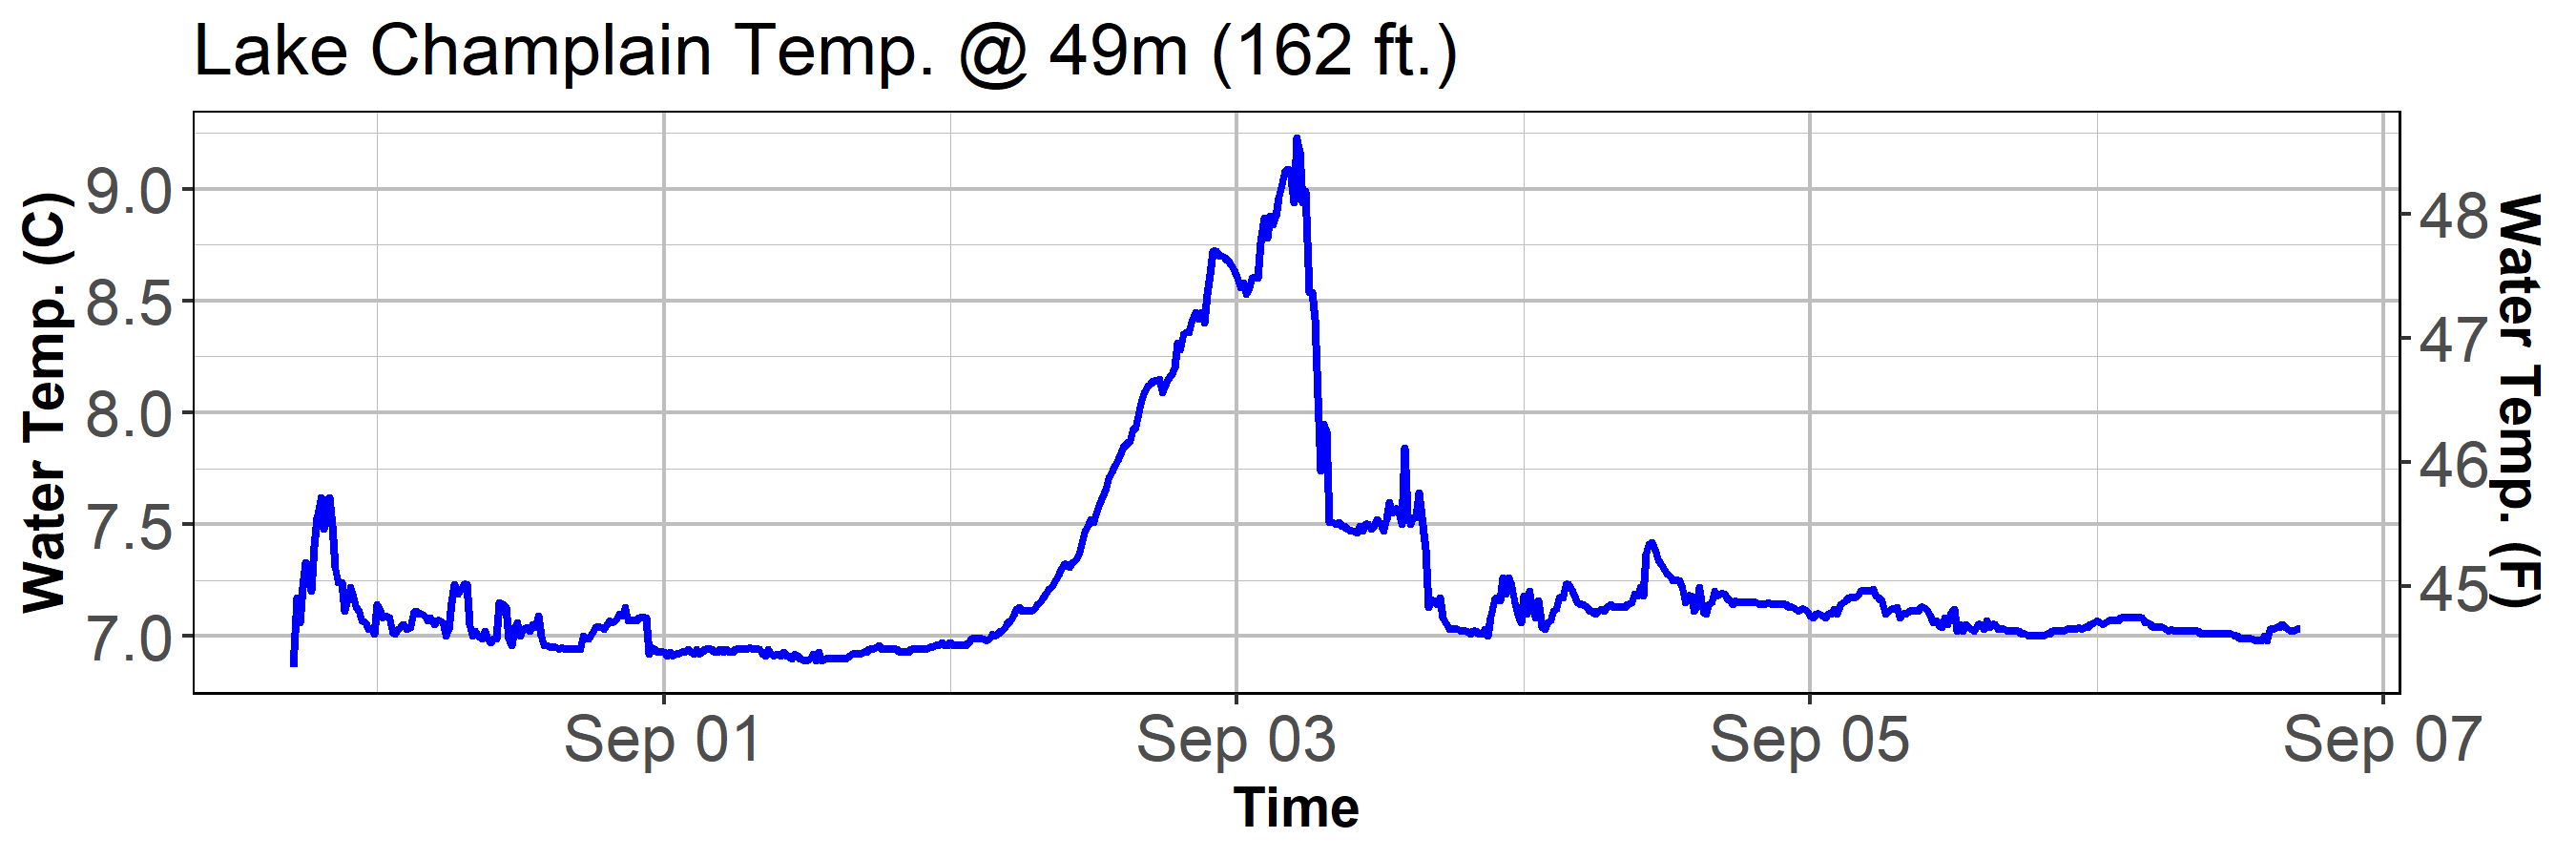 Lake Champlain Temp. @ 49m (162 ft.)
Water Temp. (C)
9.0
8.5
8.0
7.5
7.0
48
47
46
45
Water Temp. (F)
Sep 01
Sep 03
Sep 05
Sep 07
Time